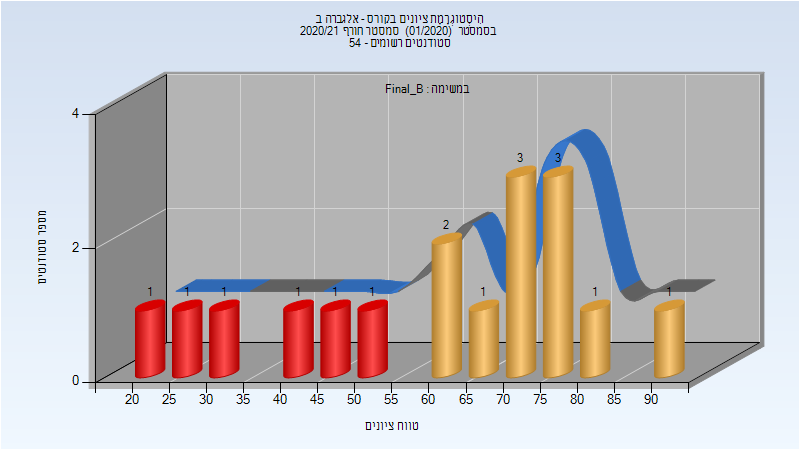 היסטוגרמת ציונים בקורס - אלגברה ב
בסמסטר (01/2020) סמסטר חורף 2020/21
סטודנטים רשומים - 54
במשימה : Final_B
מספר סטודנטים
4
2
0
1 1 1 1 1 1 2 1 3 3 1 1
20 25 30 35 40 45 50 55 60 65 70 75 80 85 90
טווח ציונים